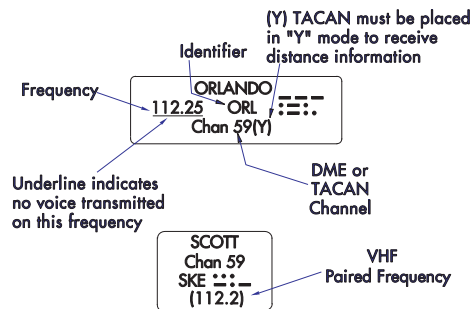 (Y) TACAN must be placed
in "Y" mode to receive
distance information
Identifier
Frequency
ORLANDO
112.25 ORL
Chan 59(Y)
Underline indicates
no voice transmitted
on this frequency
DME or
TACAN
Channel
SCOTT
Chan 59
SKE
(112.2)
VHF
Paired Frequency